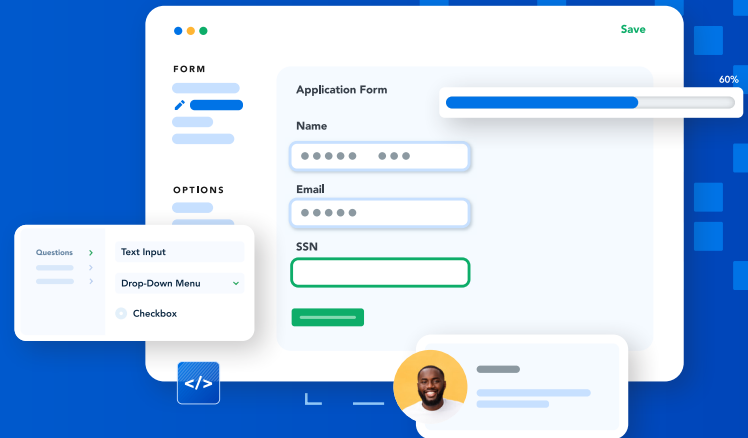 Save
FORM
60%
Application Form
Name
Email
OPTIONS
SSN
Questions
Text Input
Drop-Down Menu
Checkbox
</>